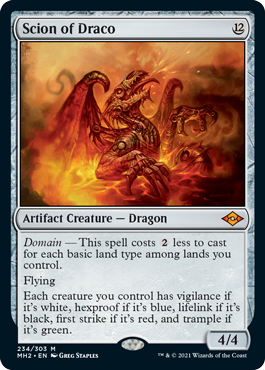 Scion of Draco 12
Artifact Creature — Dragon
Domain — This spell costs 2 less to cast
for each basic land type among lands you
control.
Flying
Each creature you control has vigilance if
it's white, hexproof if it's blue, lifelink if it's
black, first strike if it's red, and trample if
it's green.
4/4
234/303 M
MH2 • EN Greg Staples
™ & © 2021 Wizards of the Coast